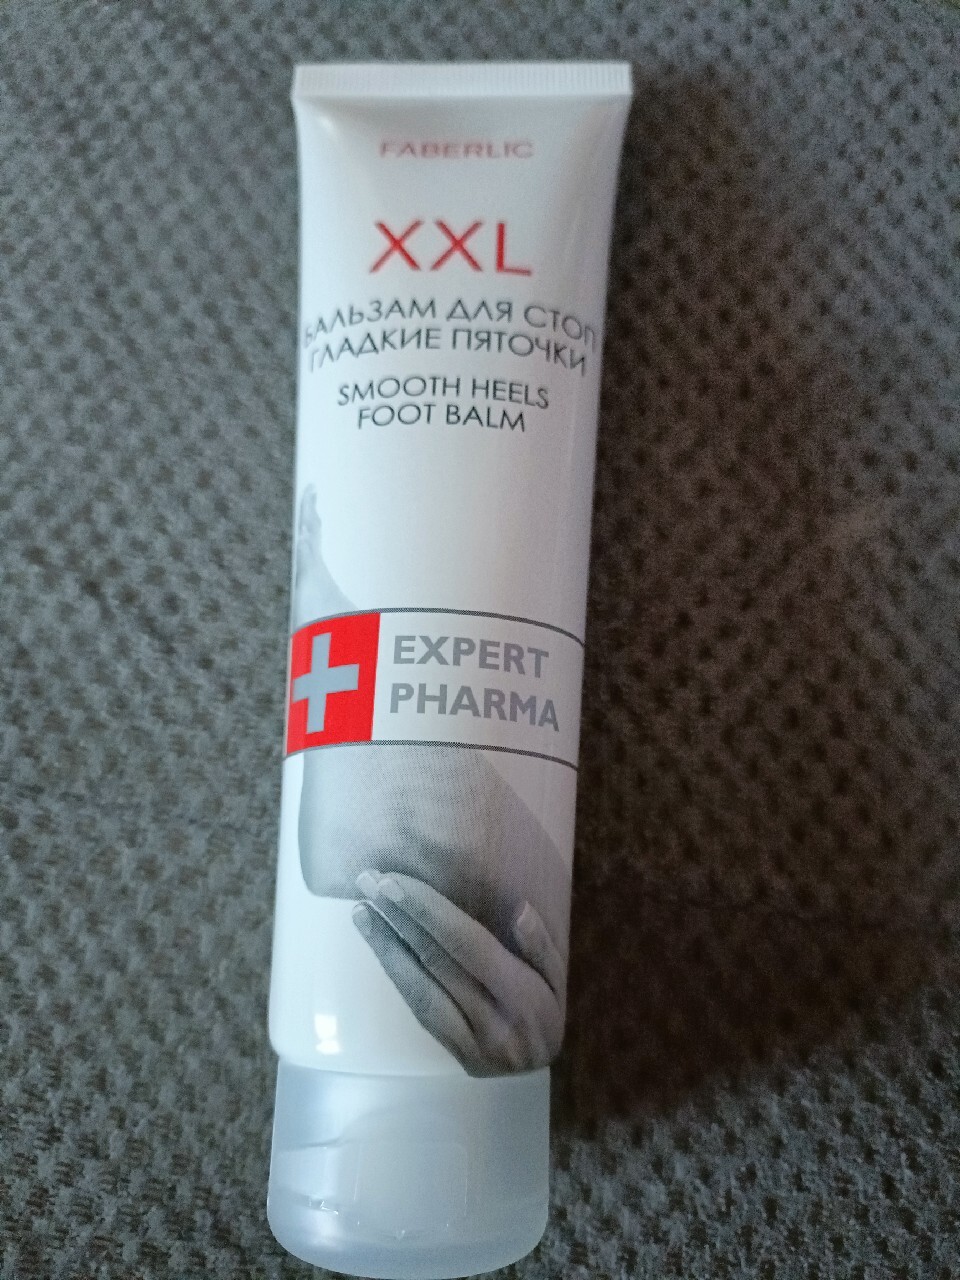 FABERLIC
XXL
БАЛЬЗАМ ДЛЯ СТОП
ГЛАДКИЕ ПЯТОЧКИ
SMOOTH HEELS
FOOT BALM
EXPERT
PHARMA